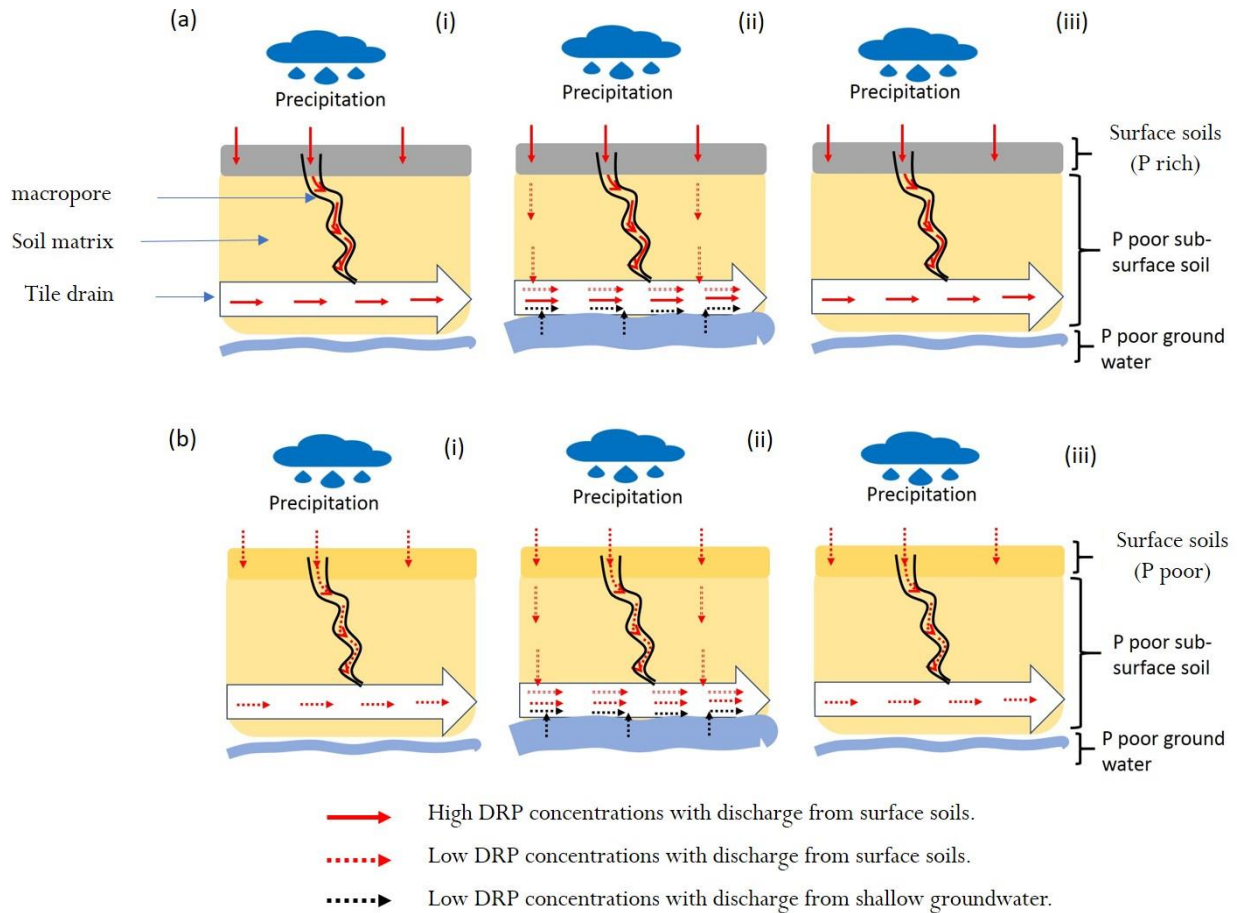 (a)
(i)
(ii)
(iii)
Precipitation
Precipitation
Precipitation
Surface soils
(P rich)
macropore
Soil matrix
Tile drain
P poor sub-
surface soil
P poor ground
water
(b)
(i)
(ii)
(iii)
Precipitation
Precipitation
Precipitation
Surface soils
(P poor)
P poor sub-
surface soil
P poor ground
water
High DRP concentrations with discharge from surface soils.
Low DRP concentrations with discharge from surface soils.
Low DRP concentrations with discharge from shallow groundwater.